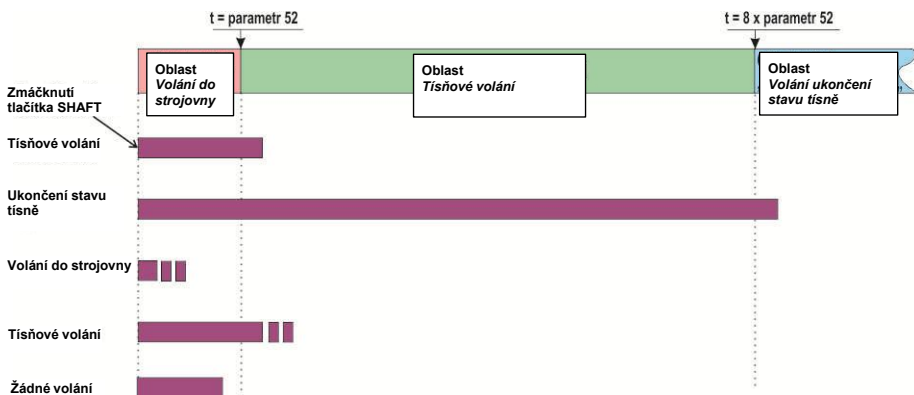 t = parametr 52
t = 8 x parametr 52
Oblast
Volání do
strojovny
Oblast
Tísňové volání
Oblast
Volání ukončení
stavu tísně
Zmáčknutí
tlačítka SHAFT
Tísňové volání
Ukončení stavu
tísně
Volání do strojovny
Tísňové volání
Žádné volání